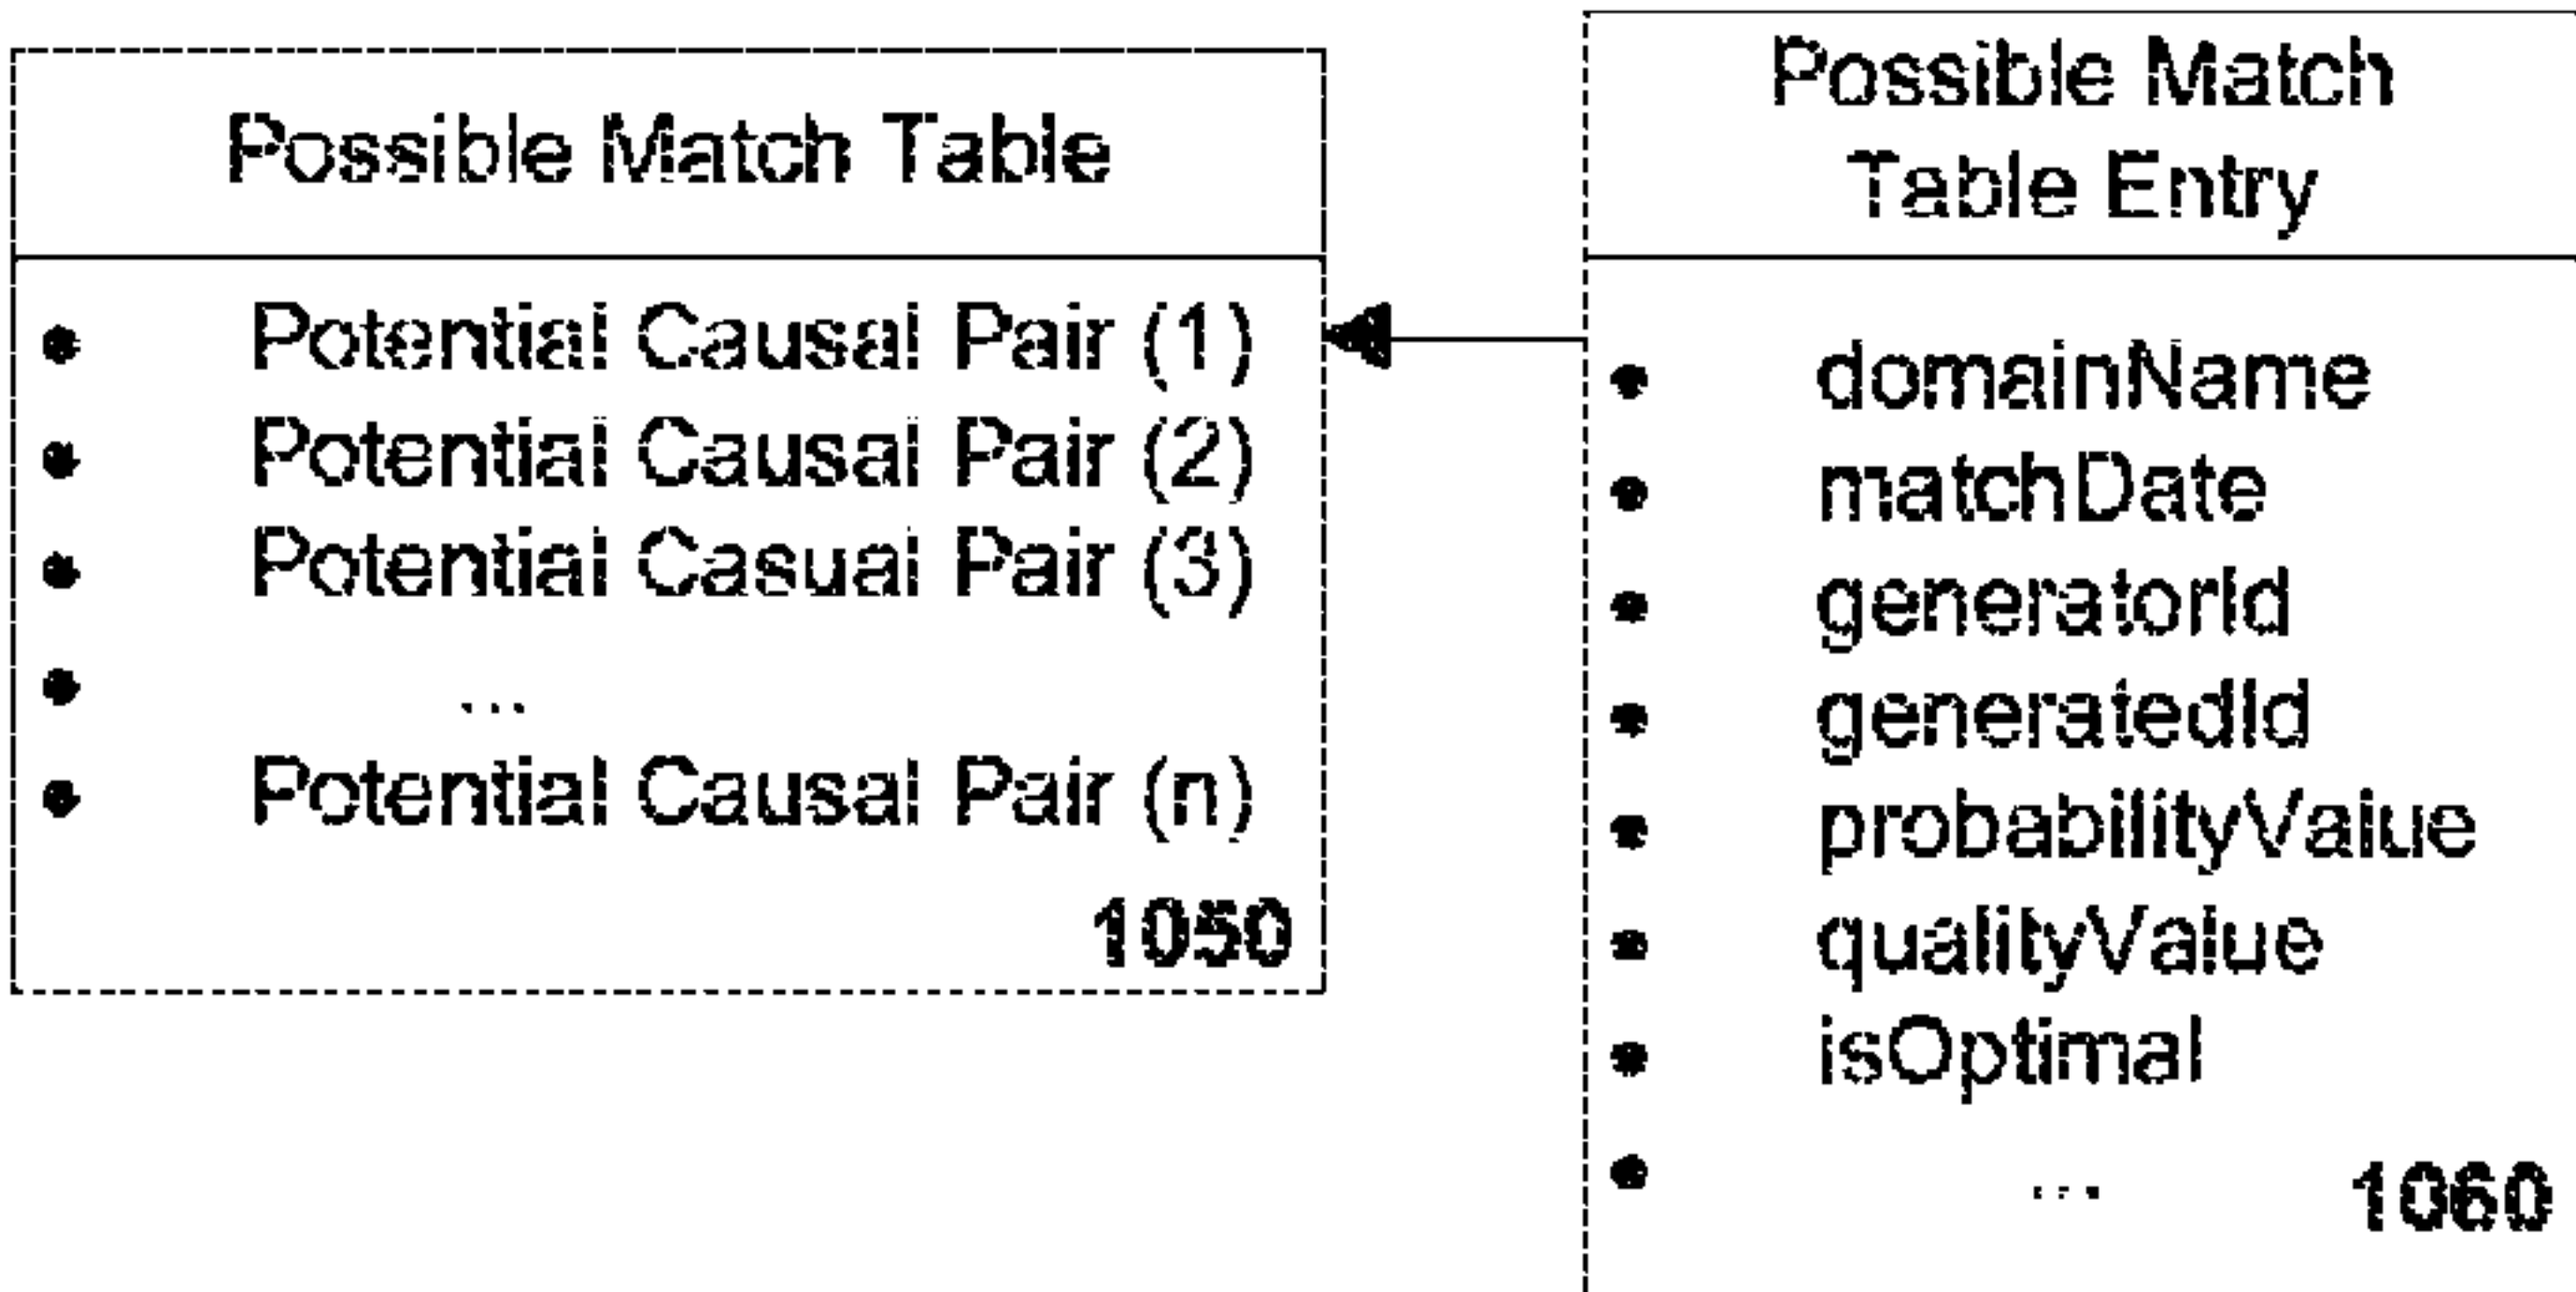 Possible Match Table
• Potential Causal Pair (1)
• Potential Causal Pair (2)
• Potential Casual Pair (3)
• ...
• Potential Causal Pair (n)
1050
Possible Match
Table Entry
• domainName
• matchDate
• generatorId
• generatedId
• probabilityValue
• qualityValue
• isOptimal
• ...
1060